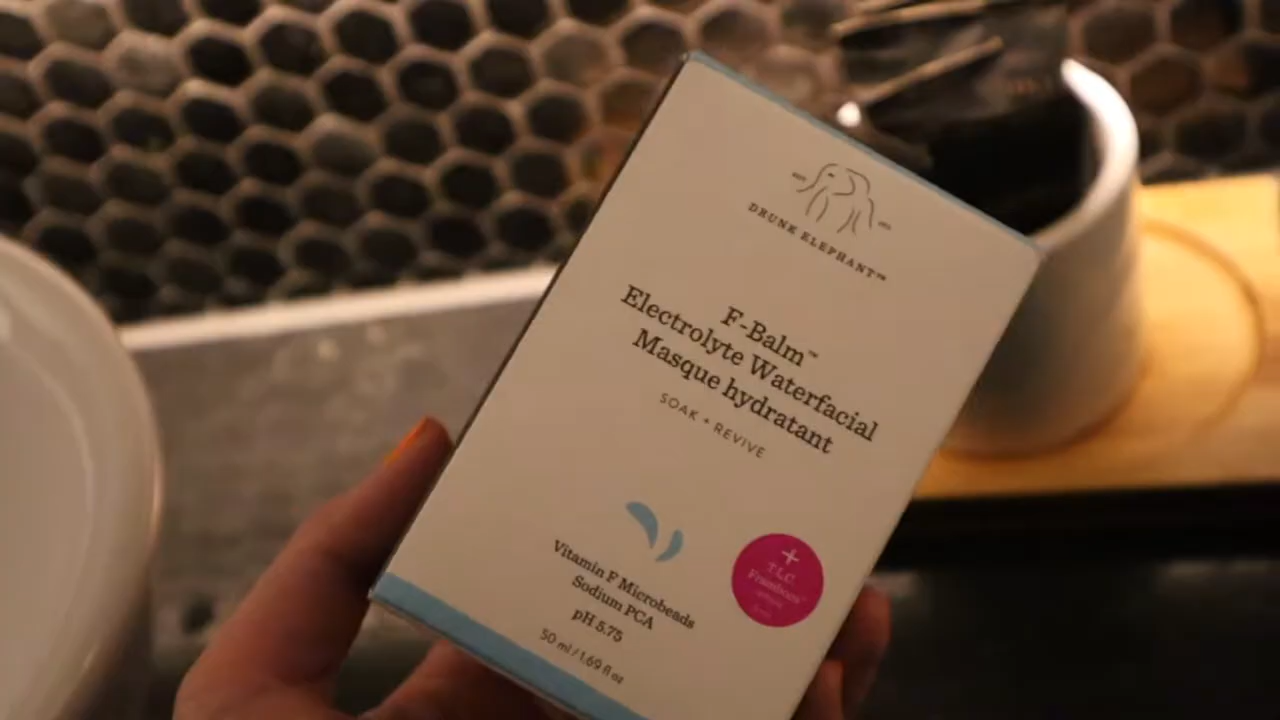 DRUNK ELEPHANT™
F-Balm™
Electrolyte Waterfacial
Masque hydratant
SOAK + REVIVE
Vitamin F Microbeads
Sodium PCA
pH 5.75
50 ml / 1.69 fl oz
+
T.L.C.
Framboos™